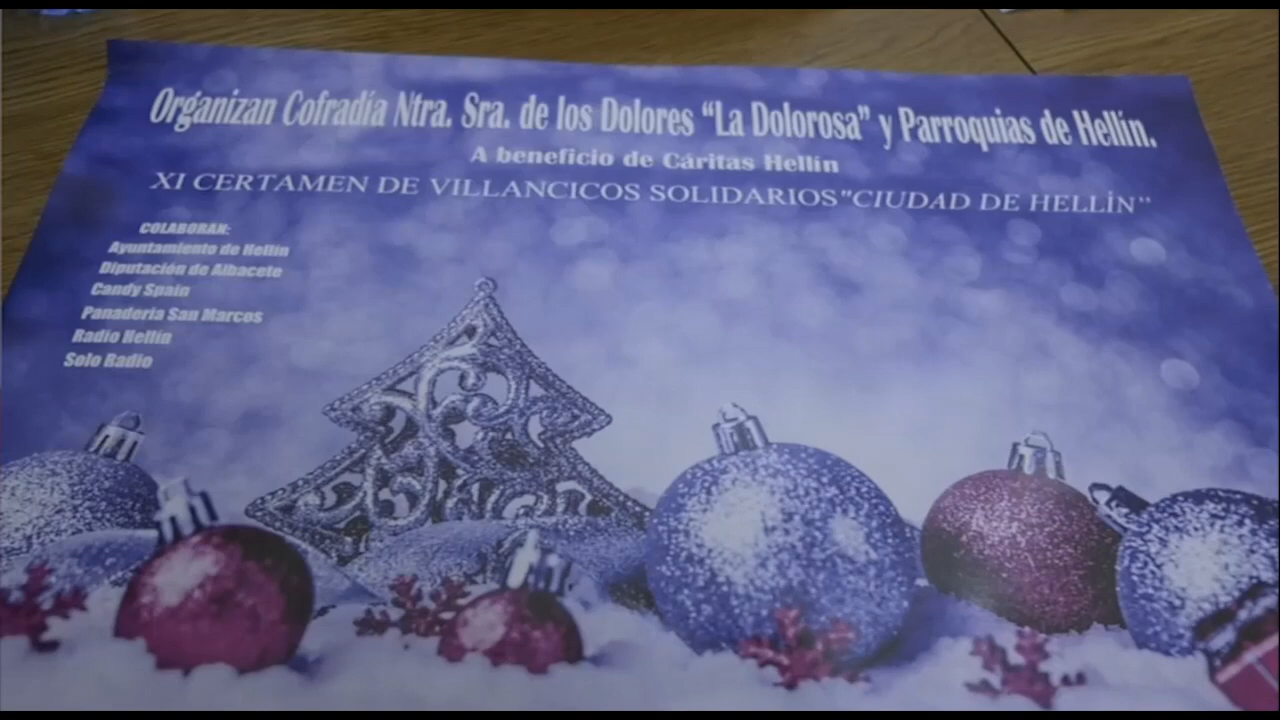 Organizan Cofradía Ntra. Sra. de los Dolores “La Dolorosa” y Parroquias de Hellín.
A beneficio de Cáritas Hellín
XI CERTAMEN DE VILLANCICOS SOLIDARIOS "CIUDAD DE HELLÍN”
COLABORAN:
Ayuntamiento de Hellín
Diputación de Albacete
Candy Spain
Panadería San Marcos
Radio Hellín
Solo Radio